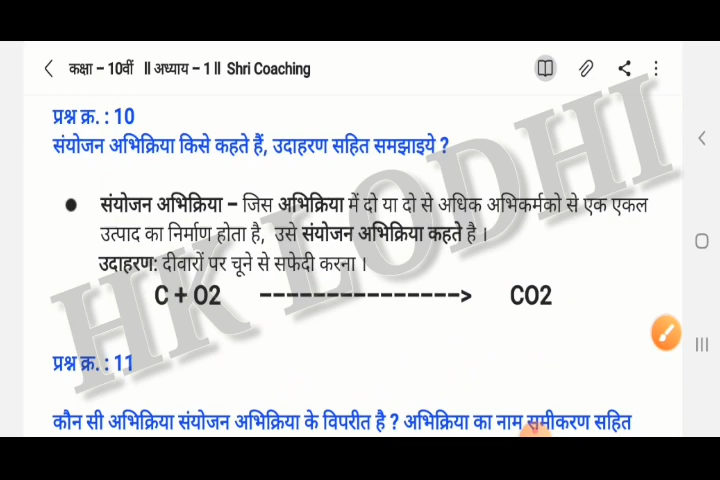 कक्षा – 10वीं ॥ अध्याय – 1 ॥ Shri Coaching
प्रश्न क्र. : 10
संयोजन अभिक्रिया किसे कहते हैं, उदाहरण सहित समझाइये ?
● संयोजन अभिक्रिया – जिस अभिक्रिया में दो या दो से अधिक अभिकर्मको से एक एकल
उत्पाद का निर्माण होता है, उसे संयोजन अभिक्रिया कहते है ।
उदाहरण: दीवारों पर चूने से सफेदी करना ।
C + O2 ---------------> CO2
प्रश्न क्र. : 11
कौन सी अभिक्रिया संयोजन अभिक्रिया के विपरीत है ? अभिक्रिया का नाम समीकरण सहित
HK LODHI